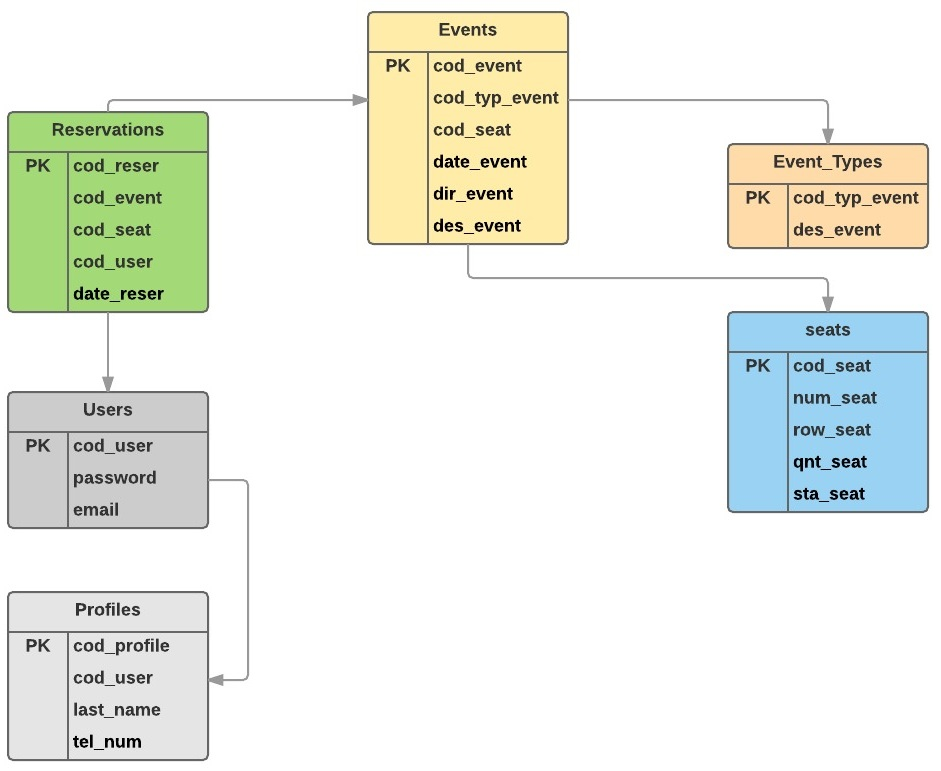 Events
PK cod_event
cod_typ_event
cod_seat
date_event
dir_event
des_event
Reservations
PK cod_reser
cod_event
cod_seat
cod_user
date_reser
Event_Types
PK cod_typ_event
des_event
seats
PK cod_seat
num_seat
row_seat
qnt_seat
sta_seat
Users
PK cod_user
password
email
Profiles
PK cod_profile
cod_user
last_name
tel_num